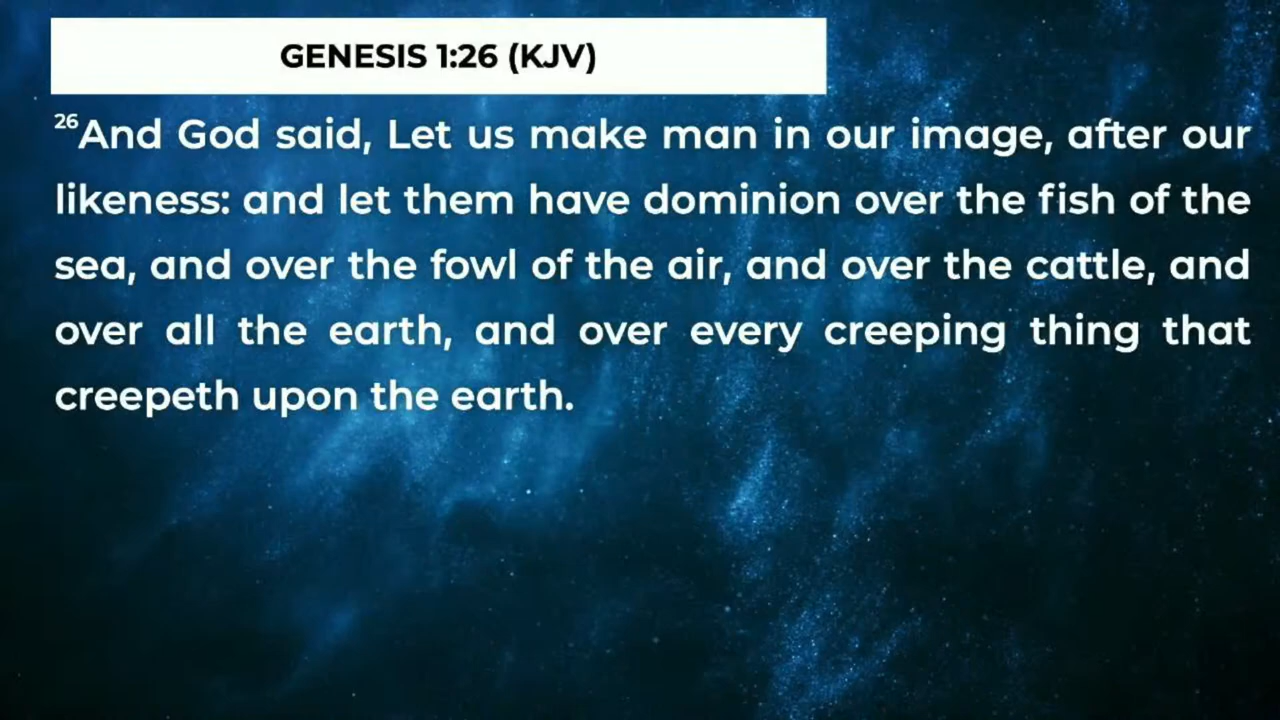 GENESIS 1:26 (KJV)
26And God said, Let us make man in our image, after our
likeness: and let them have dominion over the fish of the
sea, and over the fowl of the air, and over the cattle, and
over all the earth, and over every creeping thing that
creepeth upon the earth.